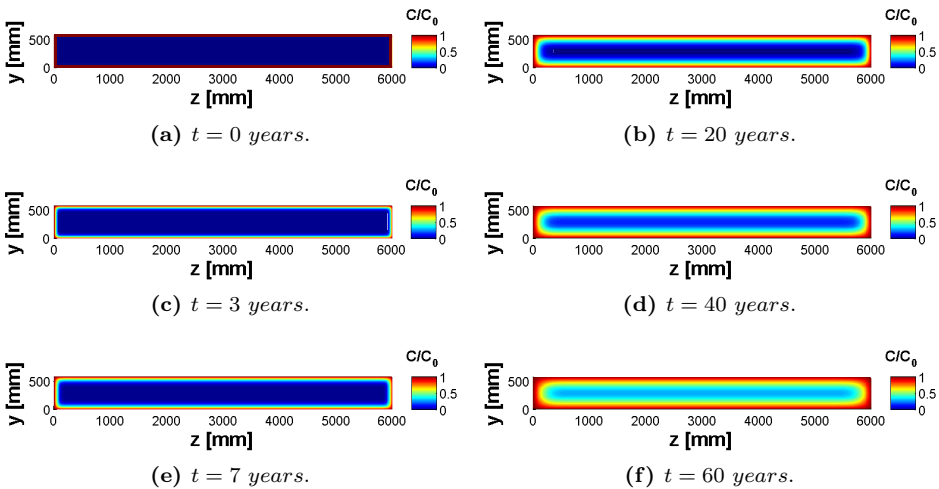 C/C0
y [mm]
500
0
0 1000 2000 3000 4000 5000 6000
z [mm]
1
0.5
0
(a) t = 0 years.
C/C0
y [mm]
500
0
0 1000 2000 3000 4000 5000 6000
z [mm]
1
0.5
0
(b) t = 20 years.
C/C0
y [mm]
500
0
0 1000 2000 3000 4000 5000 6000
z [mm]
1
0.5
0
(c) t = 3 years.
C/C0
y [mm]
500
0
0 1000 2000 3000 4000 5000 6000
z [mm]
1
0.5
0
(d) t = 40 years.
C/C0
y [mm]
500
0
0 1000 2000 3000 4000 5000 6000
z [mm]
1
0.5
0
(e) t = 7 years.
C/C0
y [mm]
500
0
0 1000 2000 3000 4000 5000 6000
z [mm]
1
0.5
0
(f) t = 60 years.